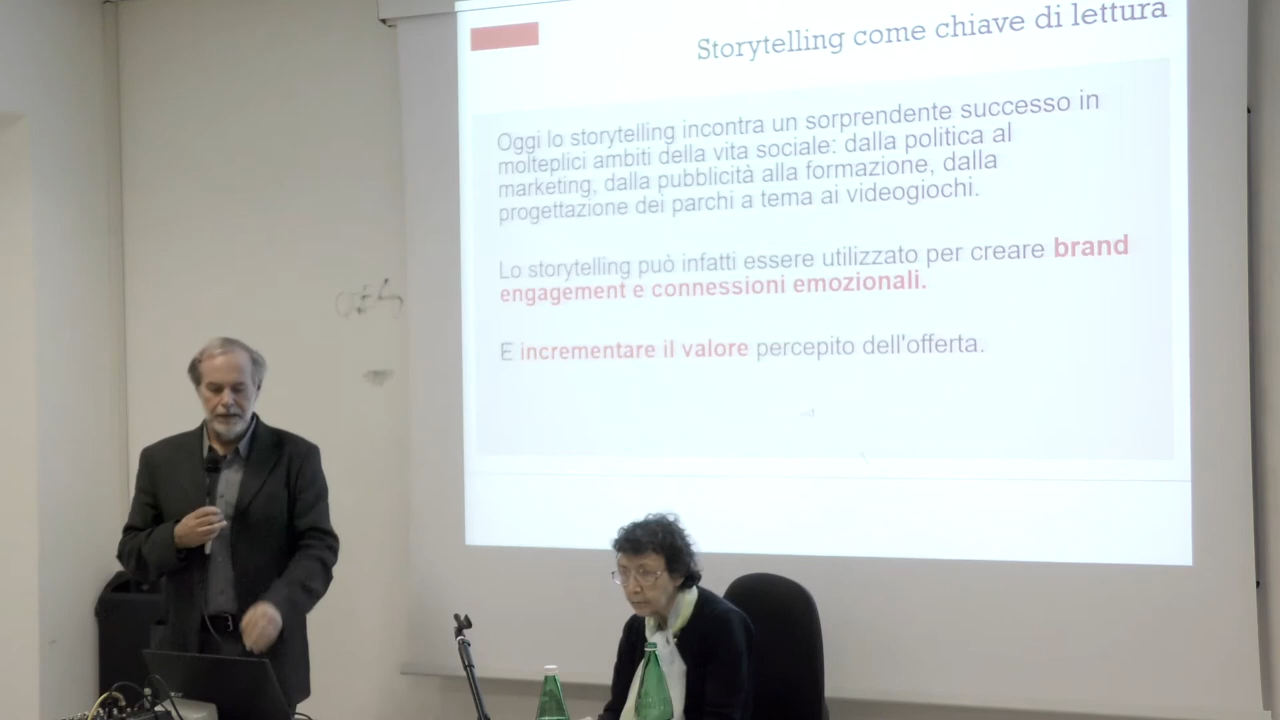 Storytelling come chiave di lettura
Oggi lo storytelling incontra un sorprendente successo in
molteplici ambiti della vita sociale: dalla politica al
marketing, dalla pubblicità alla formazione, dalla
progettazione dei parchi a tema ai videogiochi.
Lo storytelling può infatti essere utilizzato per creare brand
engagement e connessioni emozionali.
E incrementare il valore percepito dell'offerta.